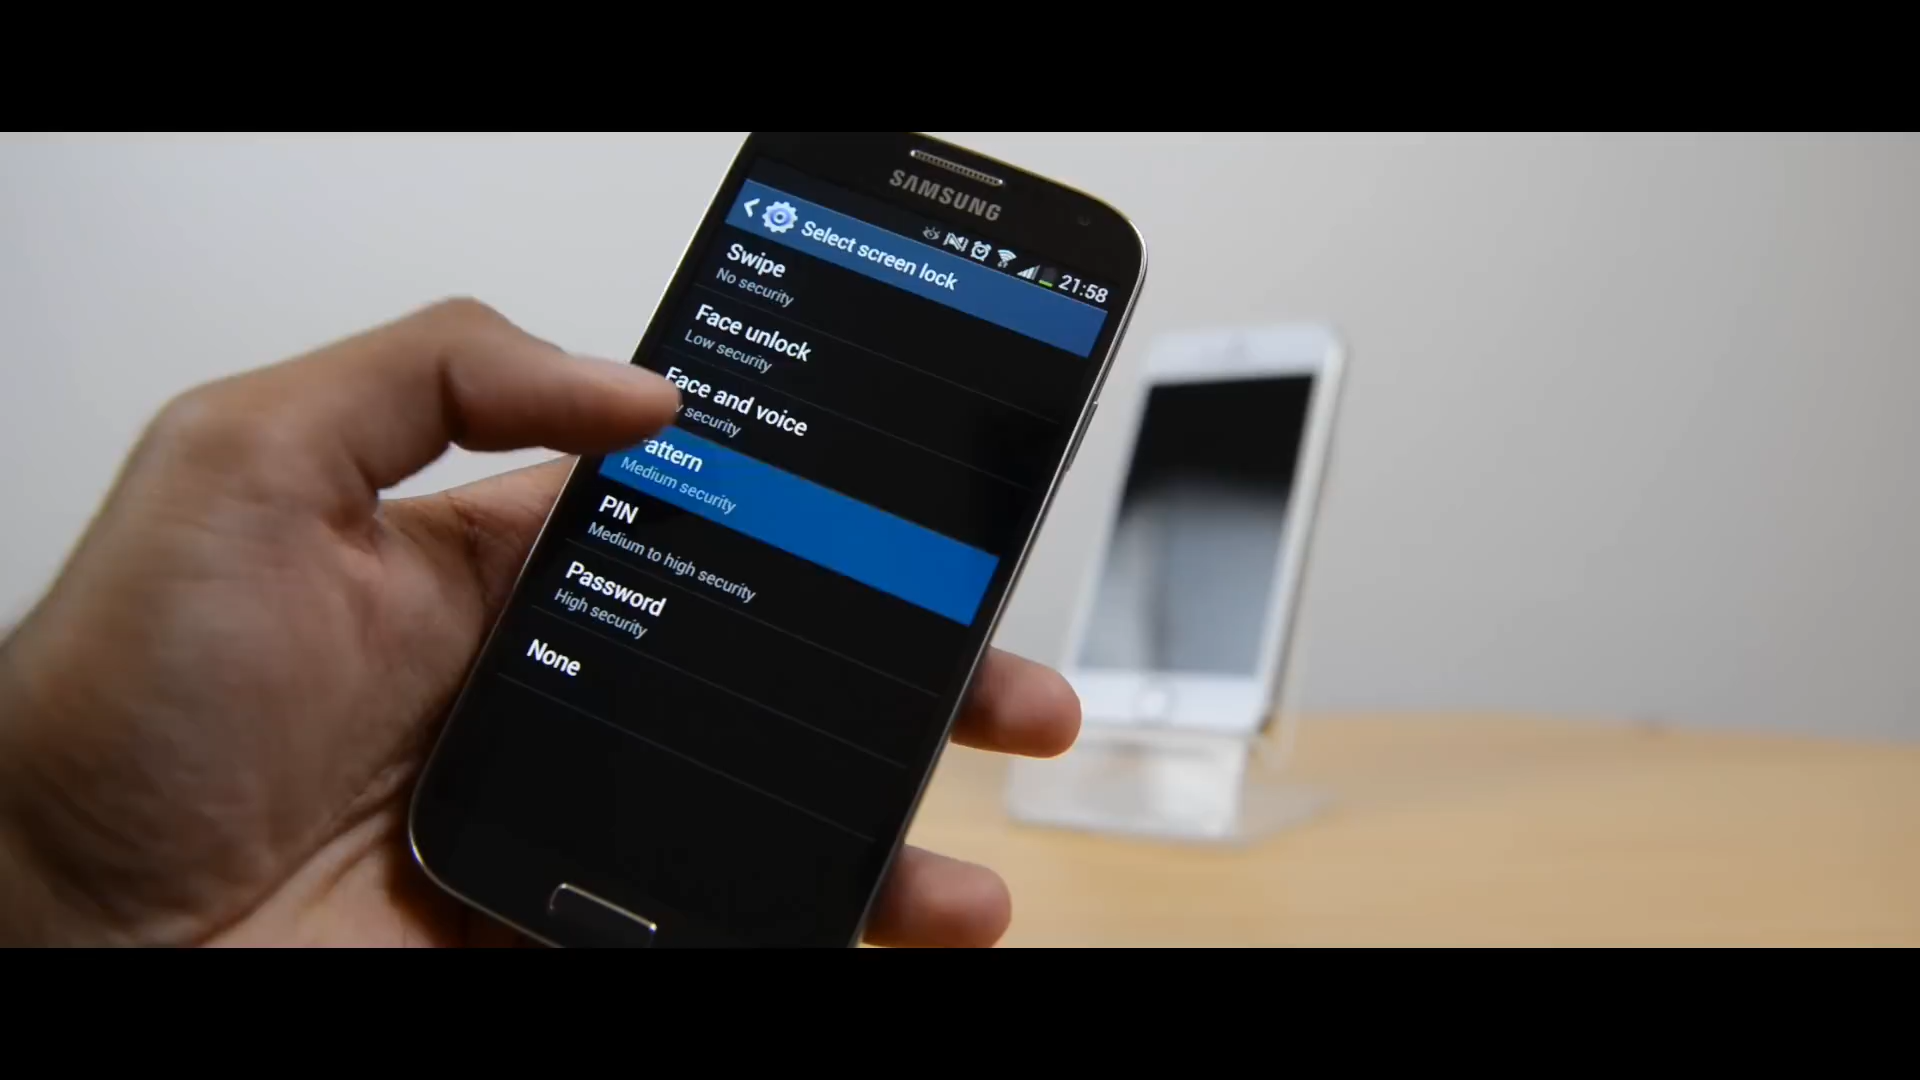 SAMSUNG
21:58
Select screen lock
Swipe
No security
Face unlock
Low security
Face and voice
security
attern
Medium security
PIN
Medium to high security
Password
High security
None